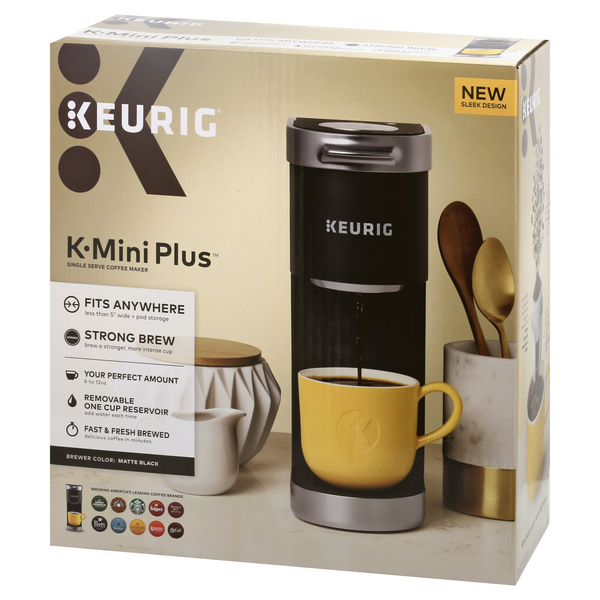 KEURIG®
NEW
SLEEK DESIGN
KEURIG
K•Mini Plus™
SINGLE SERVE COFFEE MAKER
FITS ANYWHERE
less than 5" wide + pod storage
STRONG BREW
brew a stronger, more intense cup
YOUR PERFECT AMOUNT
6 to 12oz
REMOVABLE
ONE CUP RESERVOIR
add water each time
FAST & FRESH BREWED
delicious coffee in minutes
BREWER COLOR: MATTE BLACK
BREWING AMERICA'S LEADING COFFEE BRANDS